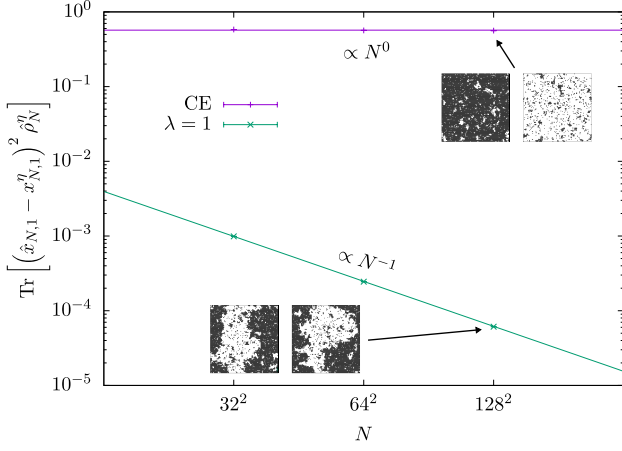 10^0
10^{-1}
10^{-2}
10^{-3}
10^{-4}
10^{-5}
Tr [(x̂_{N,1} − x^η_{N,1})^2 ρ̂^η_N]
∝ N^0
CE
λ = 1
∝ N^{-1}
32^2 64^2 128^2
N